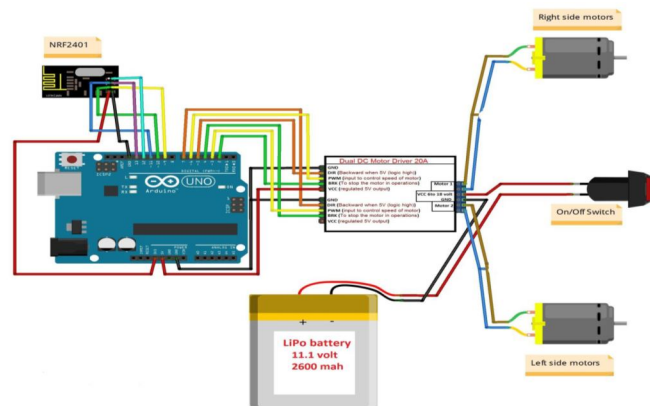 Right side motors
NRF2401
RESET
Arduino
UNO
Dual DC Motor Driver 20A
GND
DIR (Backward when 5V (logic high)
PWM (input to control speed of motor)
BRK (To stop the motor in operations)
VCC (regulated 5V output)
GND
DIR (Backward when 5V (logic high)
PWM (input to control speed of motor)
BRK (To stop the motor in operations)
VCC (regulated 5V output)
Motor 1
VCC 6to 18 volt
GND
Motor 2
On/Off Switch
+ -
LiPo battery
11.1 volt
2600 mah
Left side motors